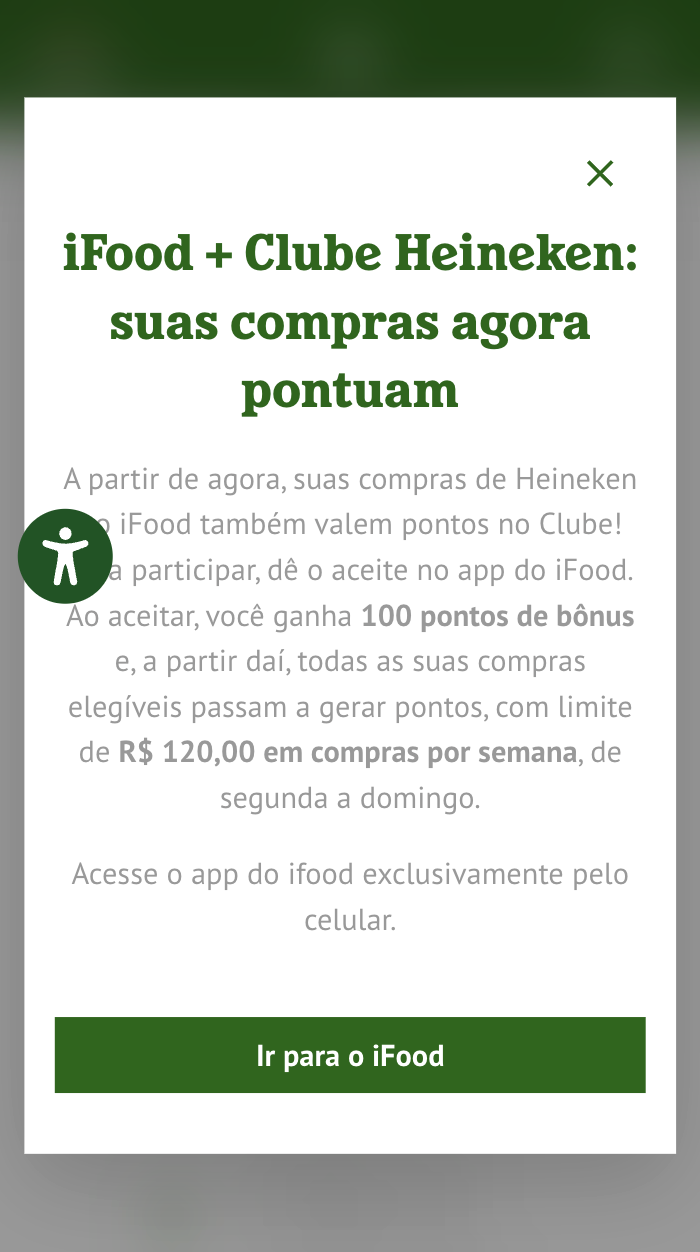 iFood + Clube Heineken:
suas compras agora
pontuam
A partir de agora, suas compras de Heineken
o iFood também valem pontos no Clube!
a participar, dê o aceite no app do iFood.
Ao aceitar, você ganha 100 pontos de bônus
e, a partir daí, todas as suas compras
elegíveis passam a gerar pontos, com limite
de R$ 120,00 em compras por semana, de
segunda a domingo.
Acesse o app do ifood exclusivamente pelo
celular.
Ir para o iFood